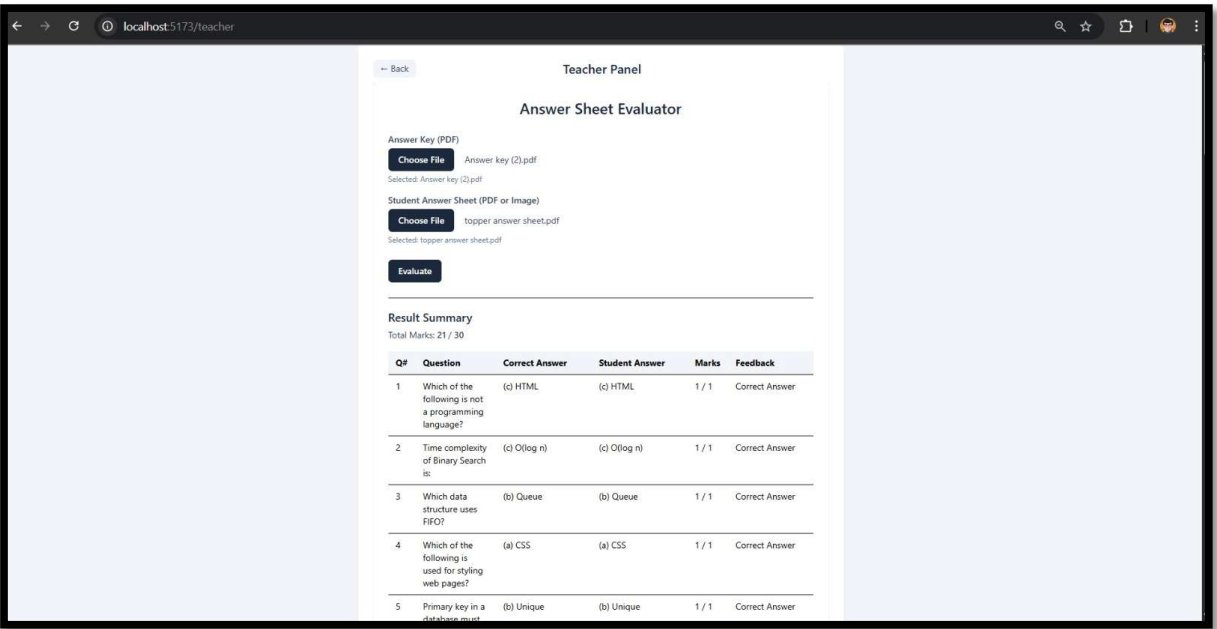 localhost:5173/teacher
← Back
Teacher Panel
Answer Sheet Evaluator
Answer Key (PDF)
Choose File Answer key (2).pdf
Selected: Answer key (2).pdf
Student Answer Sheet (PDF or Image)
Choose File topper answer sheet.pdf
Selected: topper answer sheet.pdf
Evaluate
Result Summary
Total Marks: 21 / 30
Q# Question Correct Answer Student Answer Marks Feedback
1 Which of the (c) HTML (c) HTML 1 / 1 Correct Answer
following is not
a programming
language?
2 Time complexity (c) O(log n) (c) O(log n) 1 / 1 Correct Answer
of Binary Search
is:
3 Which data (b) Queue (b) Queue 1 / 1 Correct Answer
structure uses
FIFO?
4 Which of the (a) CSS (a) CSS 1 / 1 Correct Answer
following is
used for styling
web pages?
5 Primary key in a (b) Unique (b) Unique 1 / 1 Correct Answer
database must